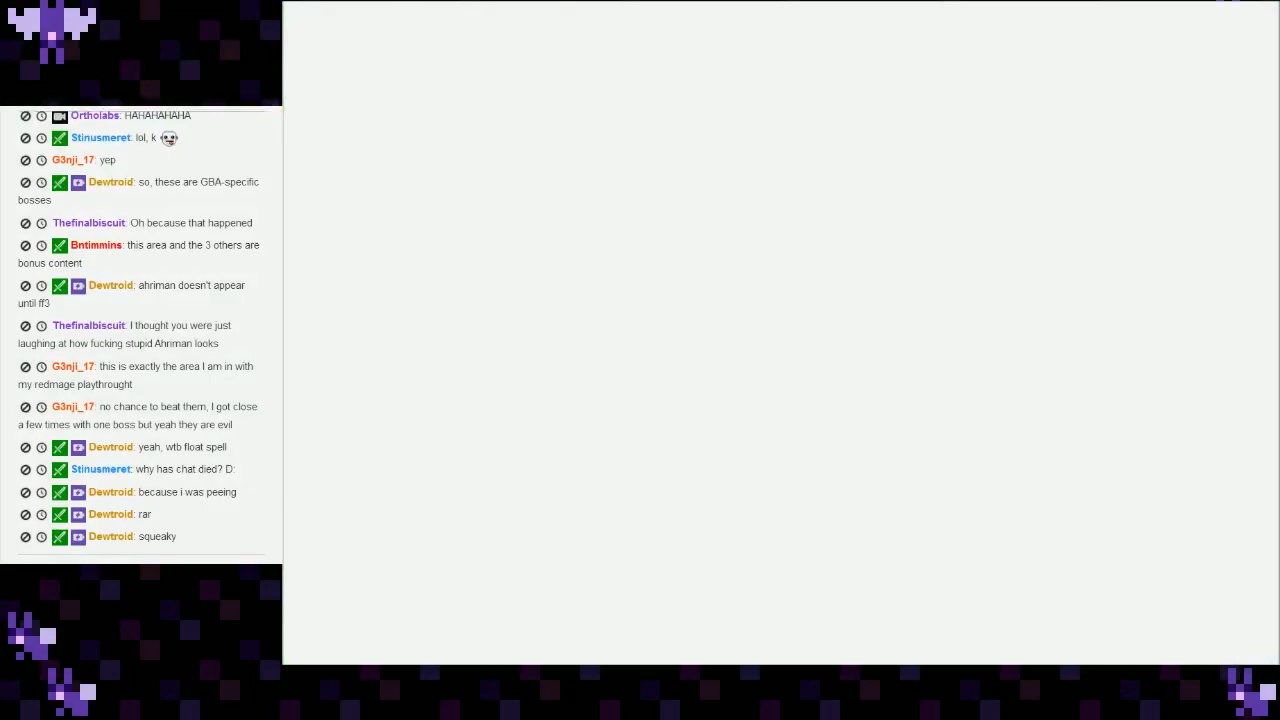 Ortholabs: HAHAHAHAHA
Stinusmeret: lol, k
G3nji_17: yep
Dewtroid: so, these are GBA-specific
bosses
Thefinalbiscuit: Oh because that happened
Bntimmins: this area and the 3 others are
bonus content
Dewtroid: ahriman doesn't appear
until ff3
Thefinalbiscuit: I thought you were just
laughing at how fucking stupid Ahriman looks
G3nji_17: this is exactly the area I am in with
my redmage playthrought
G3nji_17: no chance to beat them, I got close
a few times with one boss but yeah they are evil
Dewtroid: yeah, wtb float spell
Stinusmeret: why has chat died? D:
Dewtroid: because i was peeing
Dewtroid: rar
Dewtroid: squeaky